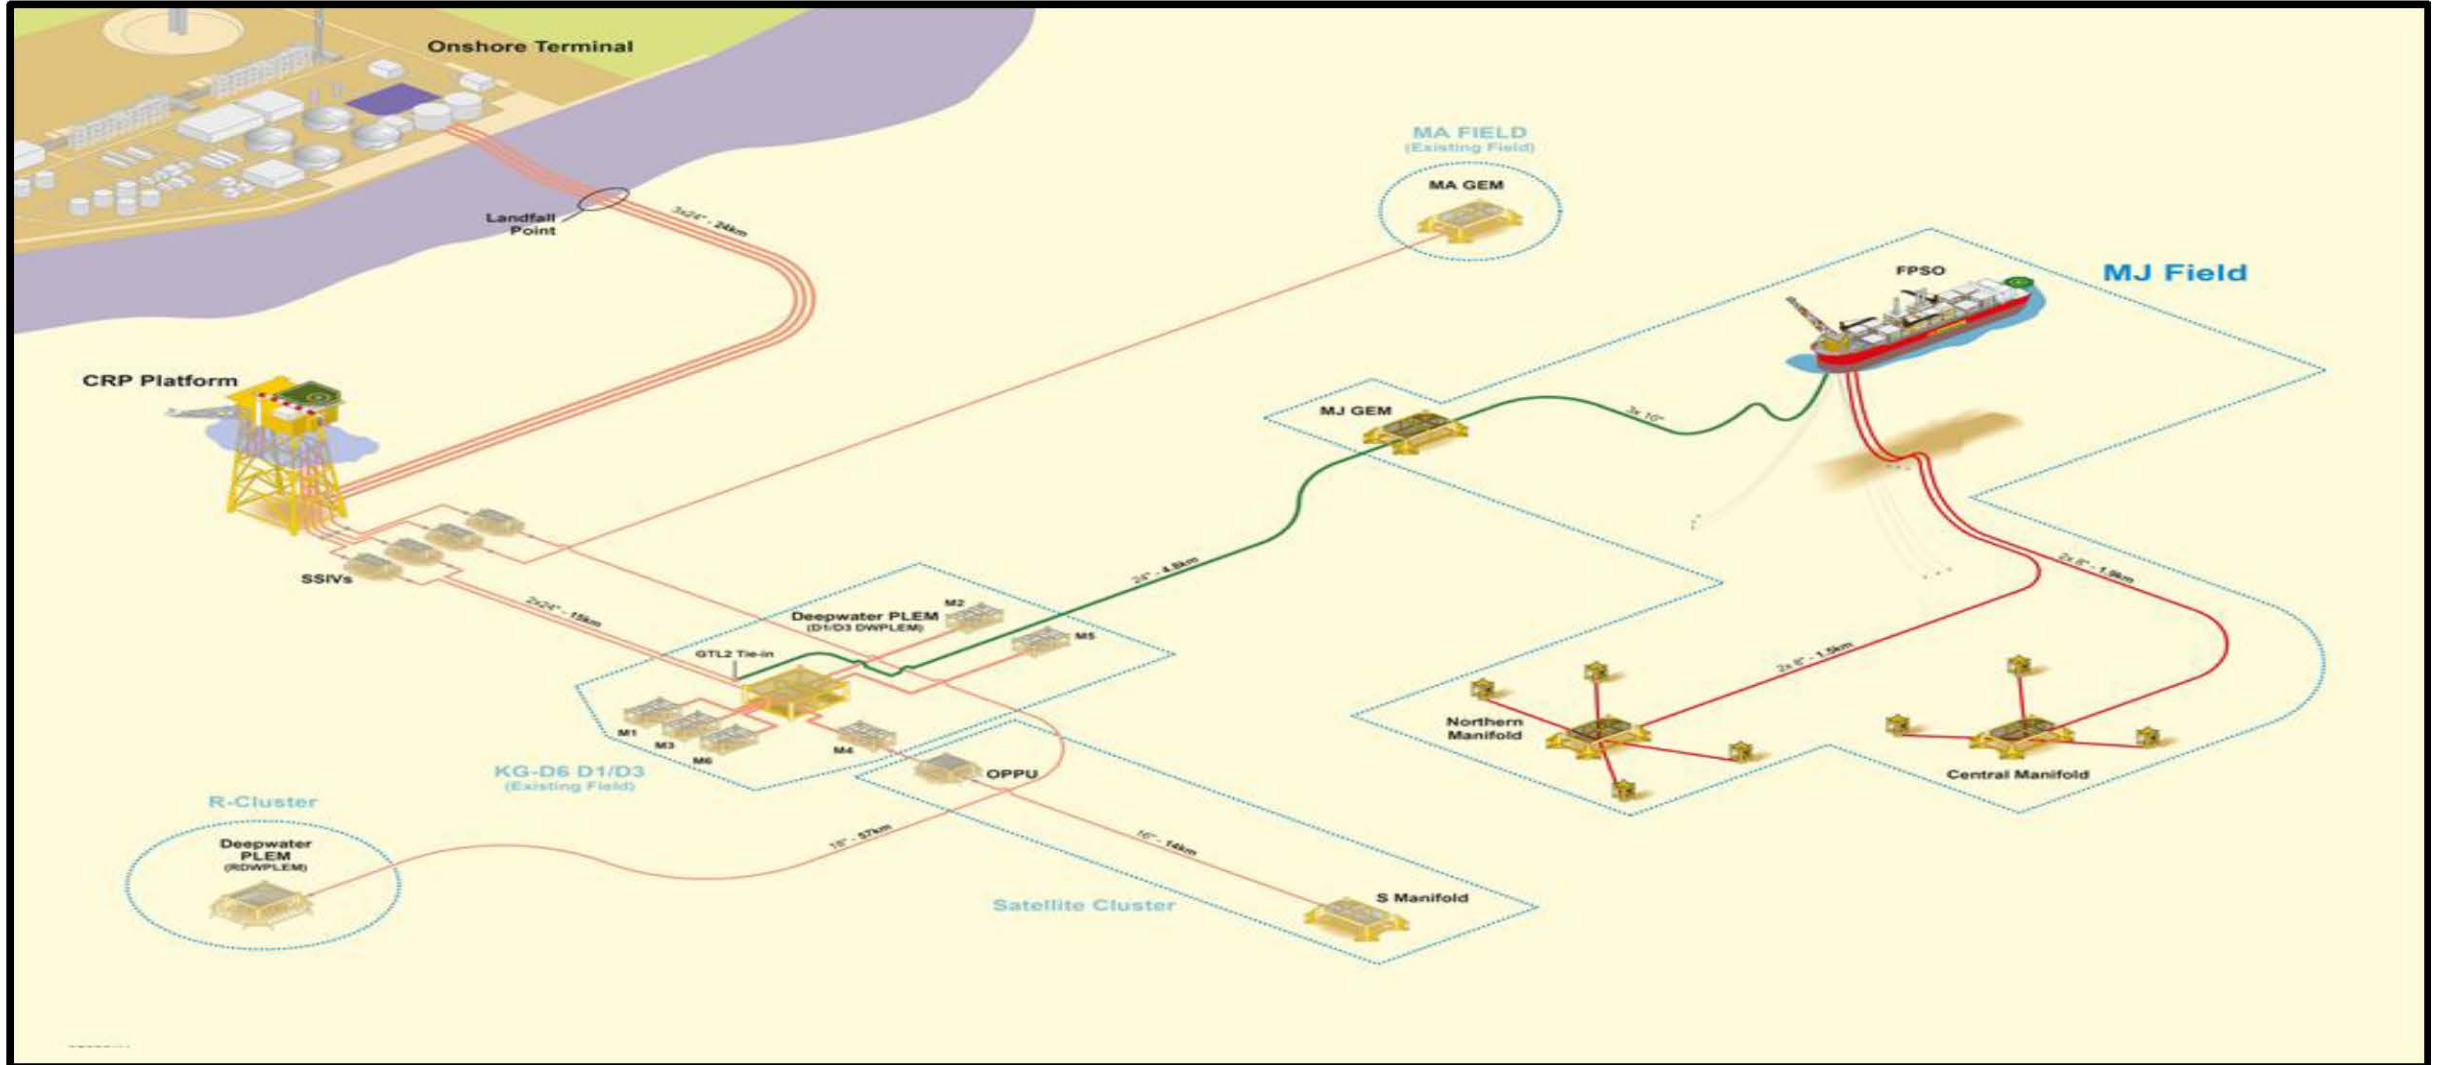 Onshore Terminal
Landfall
Point
3x24" - 24km
MA FIELD
(Existing Field)
MA GEM
FPSO
MJ Field
CRP Platform
MJ GEM
3x 10"
SSIVs
2x24" - 15km
24" - 4.8km
2x 8" - 1.9km
Deepwater PLEM
(D1/D3 DWPLEM)
M2
M5
GTL2 Tie-in
2x 8" - 1.5km
M1
M3
M6
M4
Northern
Manifold
Central Manifold
OPPU
KG-D6 D1/D3
(Existing Field)
R-Cluster
Deepwater
PLEM
(RDWPLEM)
18" - 57km
16" - 14km
S Manifold
Satellite Cluster